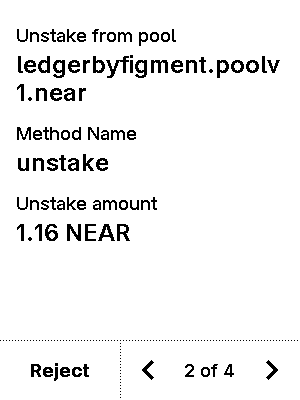 Unstake from pool
ledgerbyfigment.poolv
1.near
Method Name
unstake
Unstake amount
1.16 NEAR
Reject
2 of 4